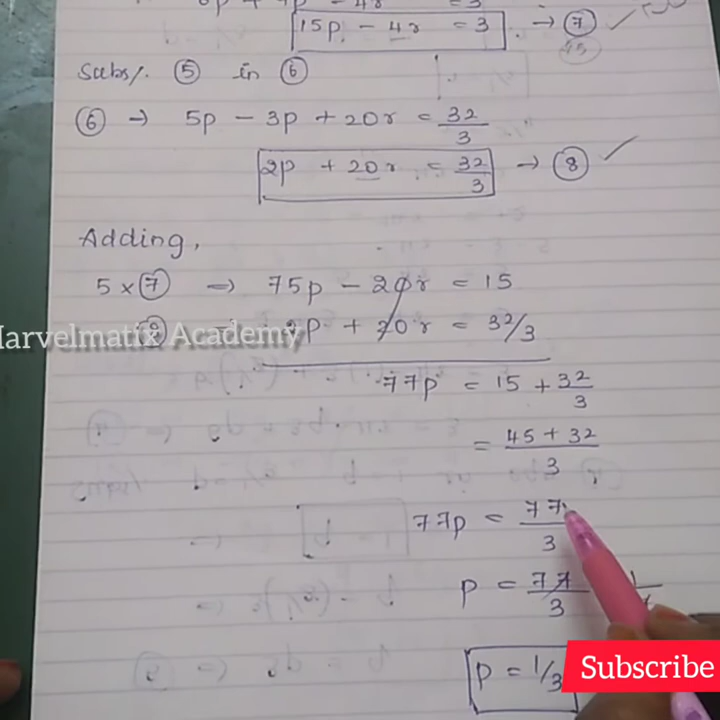 15p - 4r = 3 → ⑦
Subs/. ⑤ in ⑥
⑥ → 5p - 3p + 20r = 32/3
2p + 20r = 32/3 → ⑧
Adding,
5 × ⑦ ⇒ 75p - 20r = 15
Marvelmatix Academy
2p + 20r = 32/3
77p = 15 + 32/3
= 45 + 32 / 3
77p = 77/3
p = 77/3
p = 1/3
Subscribe